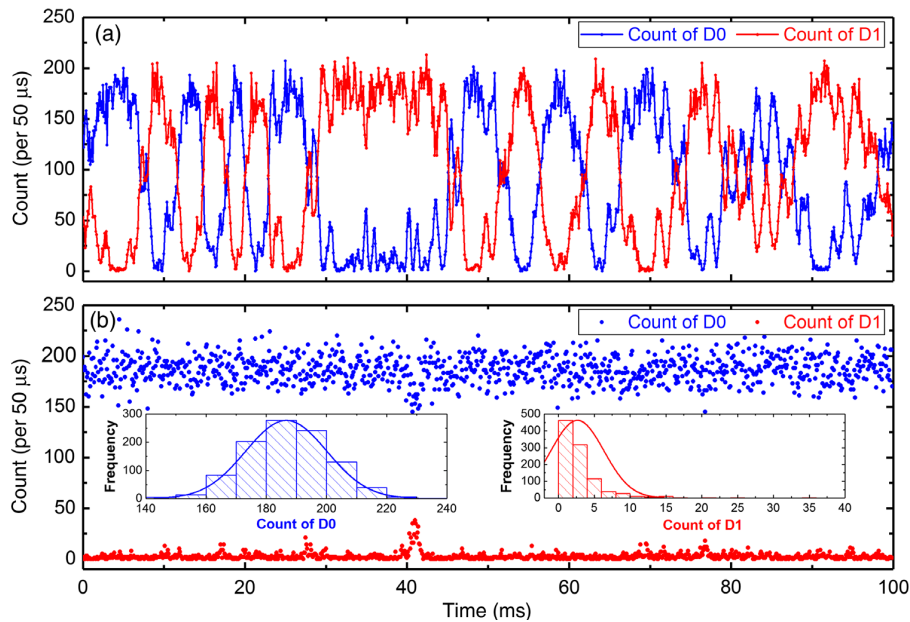 (a)
Count of D0
Count of D1
Count (per 50 µs)
250
200
150
100
50
0
(b)
Count of D0
Count of D1
Count (per 50 µs)
250
200
150
100
50
0
Frequency
300
200
100
0
140 160 180 200 220 240
Count of D0
Frequency
500
400
300
200
100
0
0 5 10 15 20 25 30 35 40
Count of D1
0 20 40 60 80 100
Time (ms)